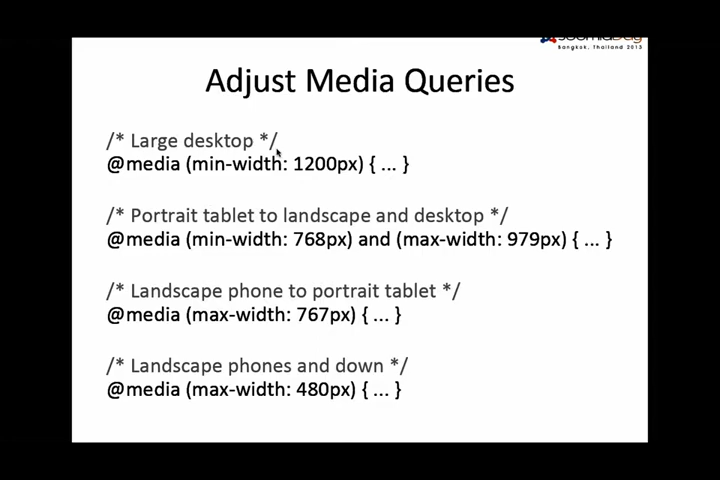 Bangkok, Thailand 2013
Adjust Media Queries
/* Large desktop */
@media (min-width: 1200px) { ... }
/* Portrait tablet to landscape and desktop */
@media (min-width: 768px) and (max-width: 979px) { ... }
/* Landscape phone to portrait tablet */
@media (max-width: 767px) { ... }
/* Landscape phones and down */
@media (max-width: 480px) { ... }